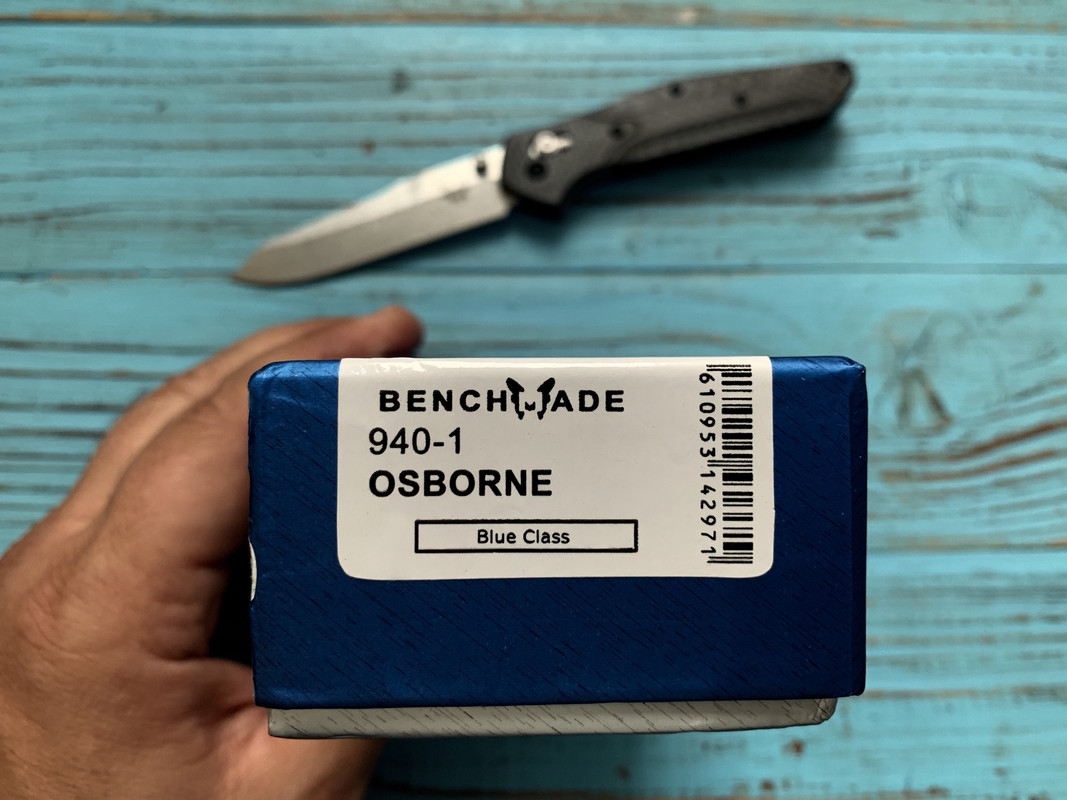 BENCHMADE
940-1
OSBORNE
Blue Class
610953142971